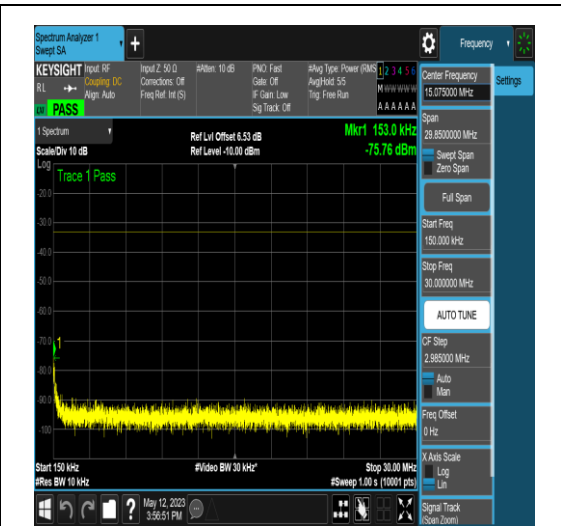 Spectrum Analyzer 1
Swept SA
+
Frequency
KEYSIGHT
Input: RF
Input Z: 50 Ω
#Atten: 10 dB
PNO: Fast
#Avg Type: Power (RMS
1 2 3 4 5 6
RL
Coupling: DC
Corrections: Off
Gate: Off
Avg|Hold: 5/5
M W W W W W
Align: Auto
Freq Ref: Int (S)
IF Gain: Low
Trig: Free Run
PASS
Sig Track: Off
A A A A A A
1 Spectrum
Ref Lvl Offset 6.53 dB
Mkr1 153.0 kHz
Scale/Div 10 dB
Ref Level -10.00 dBm
-75.76 dBm
Log
Trace 1 Pass
-20.0
-30.0
-40.0
-50.0
-60.0
-70.0
1
-80.0
-90.0
-100
Start 150 kHz
#Video BW 30 kHz*
Stop 30.00 MHz
#Res BW 10 kHz
#Sweep 1.00 s (10001 pts)
?
May 12, 2023
3:56:51 PM
Settings
Center Frequency
15.075000 MHz
Span
29.8500000 MHz
Swept Span
Zero Span
Full Span
Start Freq
150.000 kHz
Stop Freq
30.000000 MHz
AUTO TUNE
CF Step
2.985000 MHz
Auto
Man
Freq Offset
0 Hz
X Axis Scale
Log
Lin
Signal Track
(Span Zoom)